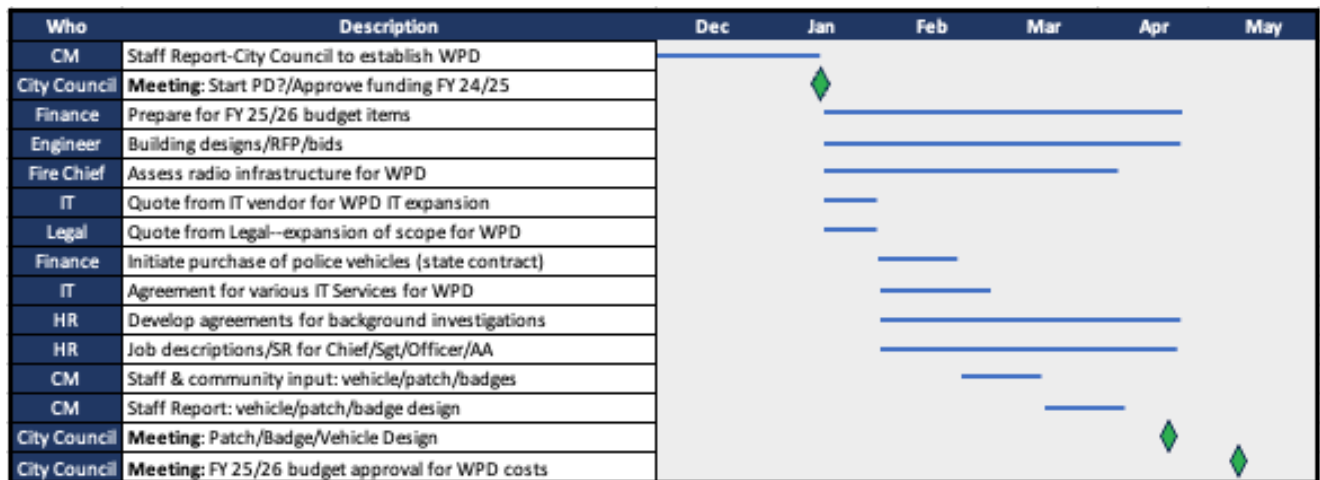 Who Description Dec Jan Feb Mar Apr May
CM Staff Report-City Council to establish WPD
City Council Meeting: Start PD?/Approve funding FY 24/25
Finance Prepare for FY 25/26 budget items
Engineer Building designs/RFP/bids
Fire Chief Assess radio infrastructure for WPD
IT Quote from IT vendor for WPD IT expansion
Legal Quote from Legal--expansion of scope for WPD
Finance Initiate purchase of police vehicles (state contract)
IT Agreement for various IT Services for WPD
HR Develop agreements for background investigations
HR Job descriptions/SR for Chief/Sgt/Officer/AA
CM Staff & community input: vehicle/patch/badges
CM Staff Report: vehicle/patch/badge design
City Council Meeting: Patch/Badge/Vehicle Design
City Council Meeting: FY 25/26 budget approval for WPD costs